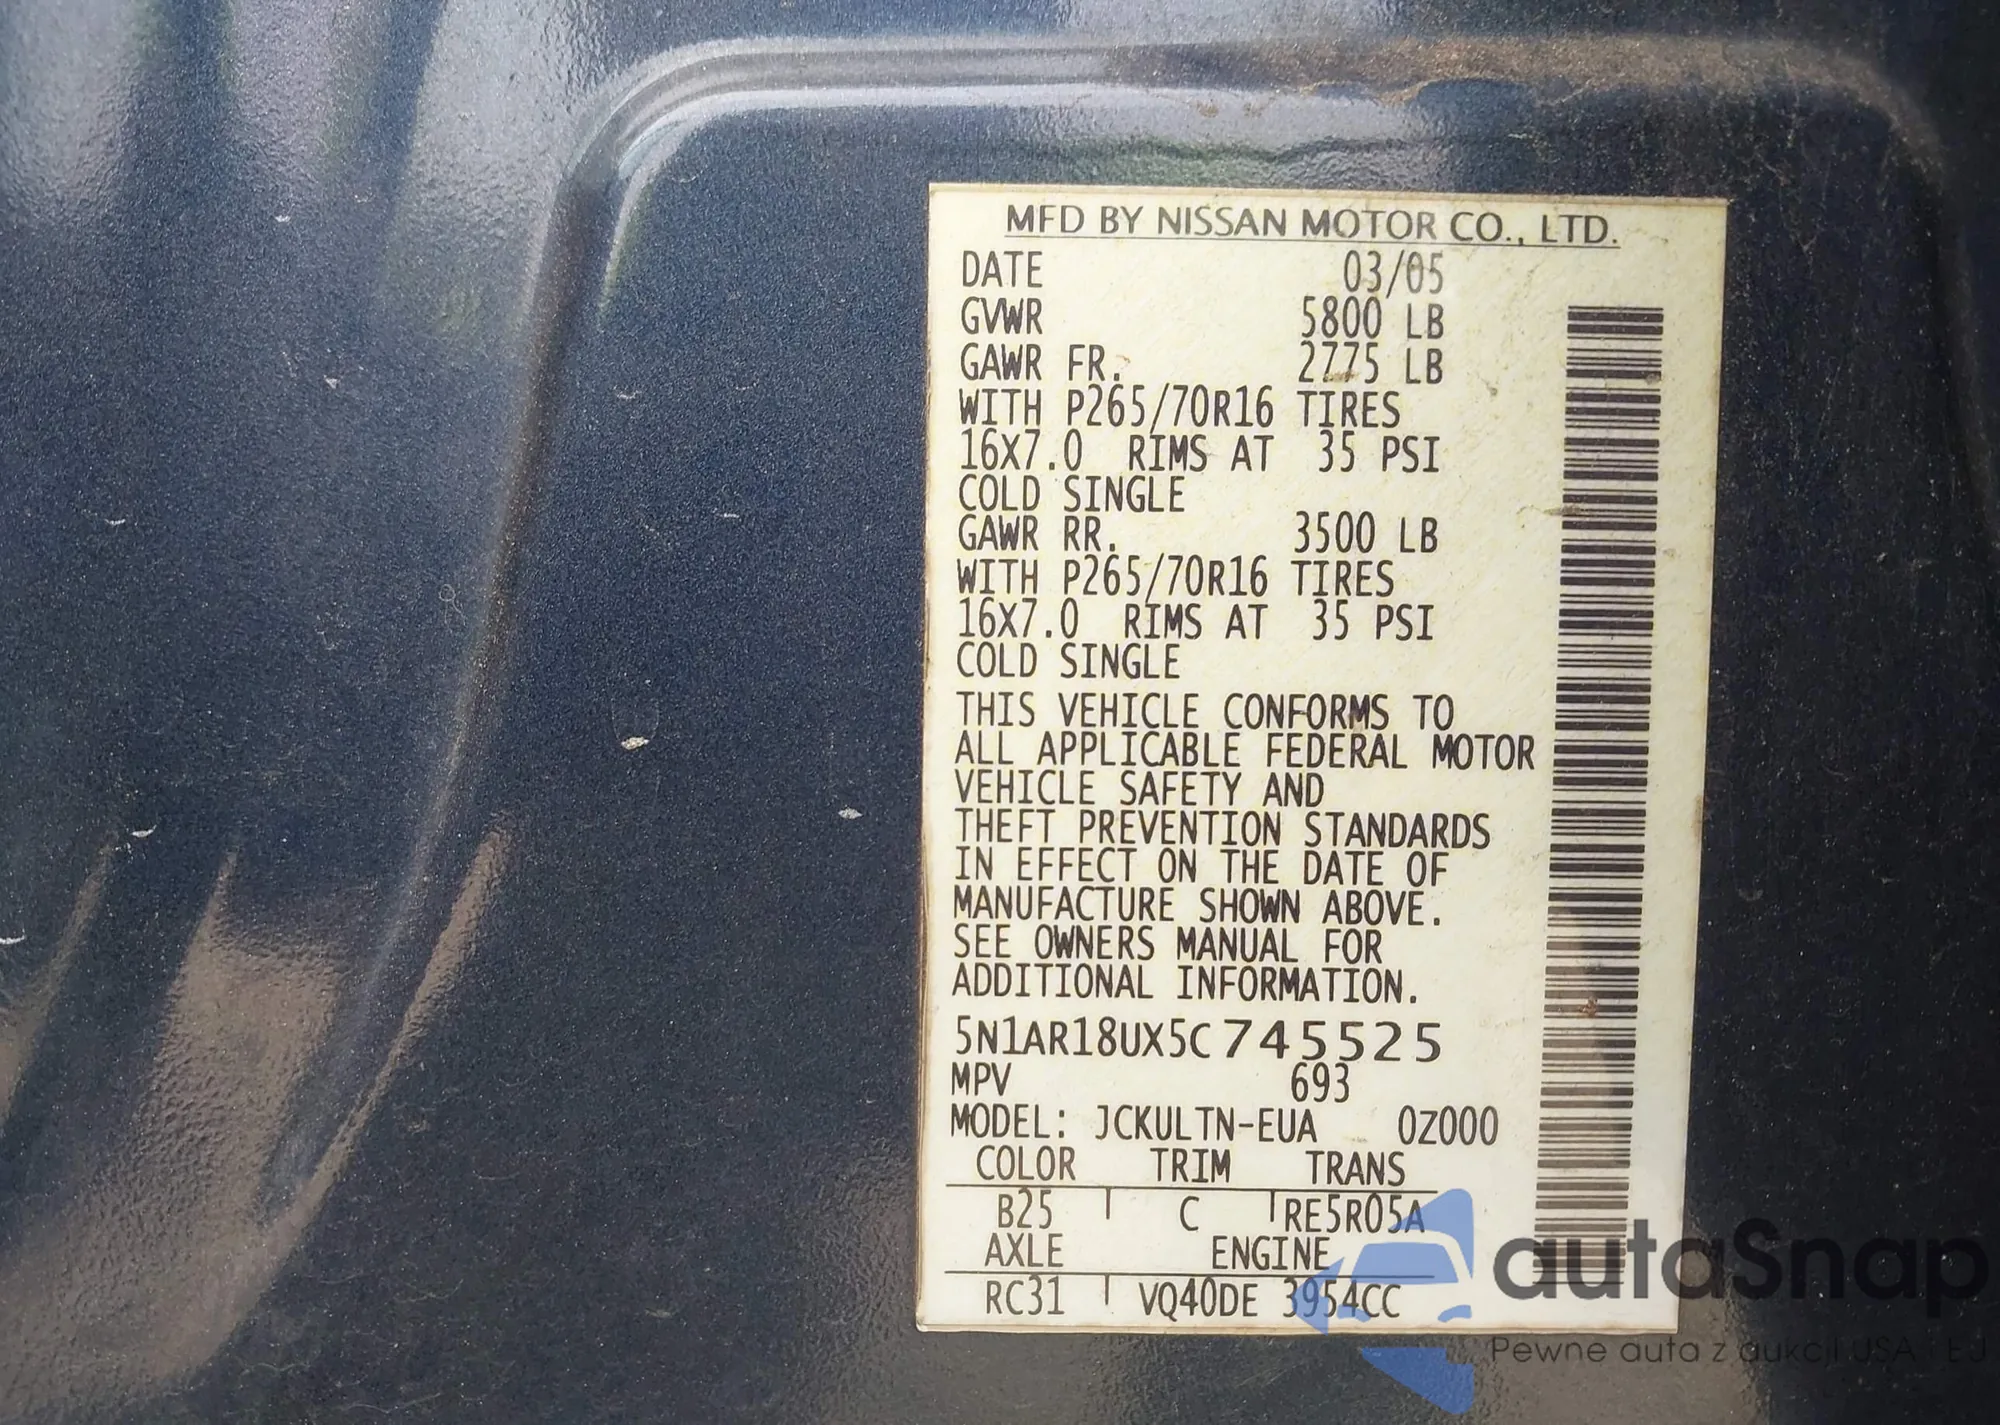 MFD BY NISSAN MOTOR CO., LTD.
DATE 03/05
GVWR 5800 LB
GAWR FR. 2775 LB
WITH P265/70R16 TIRES
16X7.0 RIMS AT 35 PSI
COLD SINGLE
GAWR RR. 3500 LB
WITH P265/70R16 TIRES
16X7.0 RIMS AT 35 PSI
COLD SINGLE
THIS VEHICLE CONFORMS TO
ALL APPLICABLE FEDERAL MOTOR
VEHICLE SAFETY AND
THEFT PREVENTION STANDARDS
IN EFFECT ON THE DATE OF
MANUFACTURE SHOWN ABOVE.
SEE OWNERS MANUAL FOR
ADDITIONAL INFORMATION.
5N1AR18UX5C745525
MPV 693
MODEL: JCKULTN-EUA 0Z000
COLOR TRIM TRANS
B25 C RE5R05A
AXLE ENGINE
RC31 VQ40DE 3954CC
autaSnap
Pewne auta z aukcji USA i EU